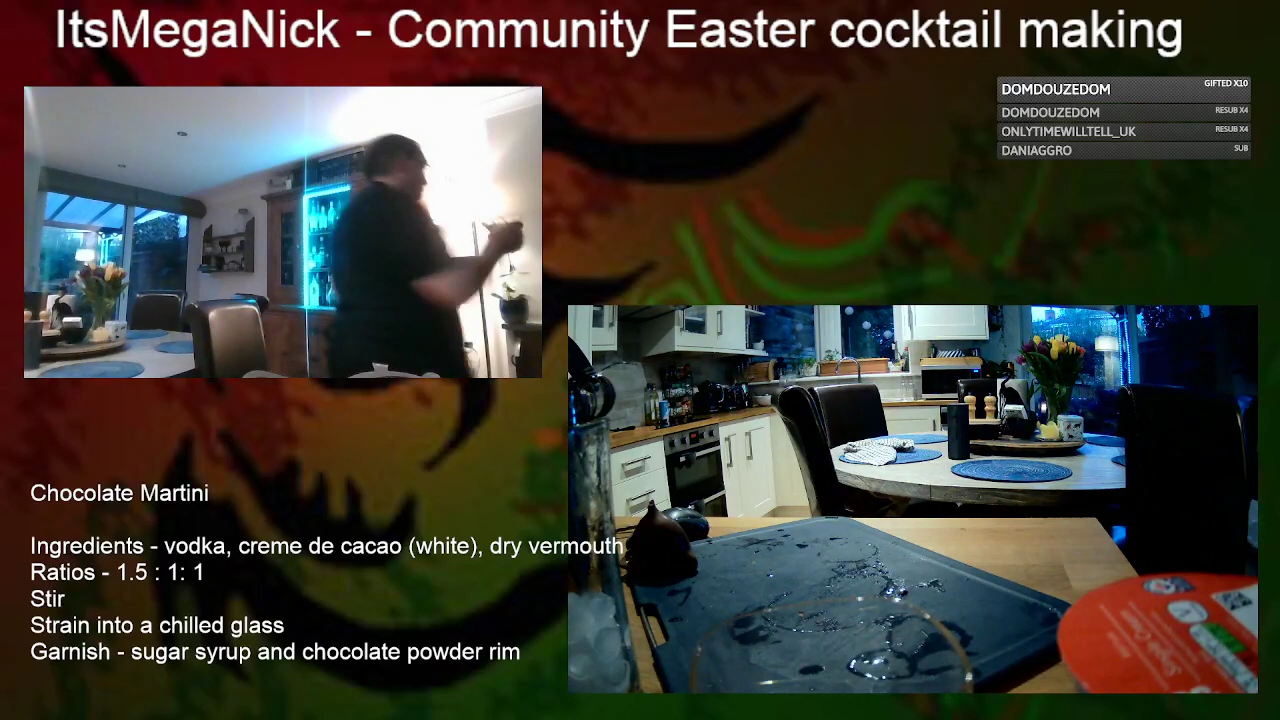 ItsMegaNick - Community Easter cocktail making
DOMDOUZEDOM GIFTED X10
DOMDOUZEDOM RESUB X4
ONLYTIMEWILLTELL_UK RESUB X4
DANIAGGRO SUB
Chocolate Martini
Ingredients - vodka, creme de cacao (white), dry vermouth
Ratios - 1.5 : 1: 1
Stir
Strain into a chilled glass
Garnish - sugar syrup and chocolate powder rim